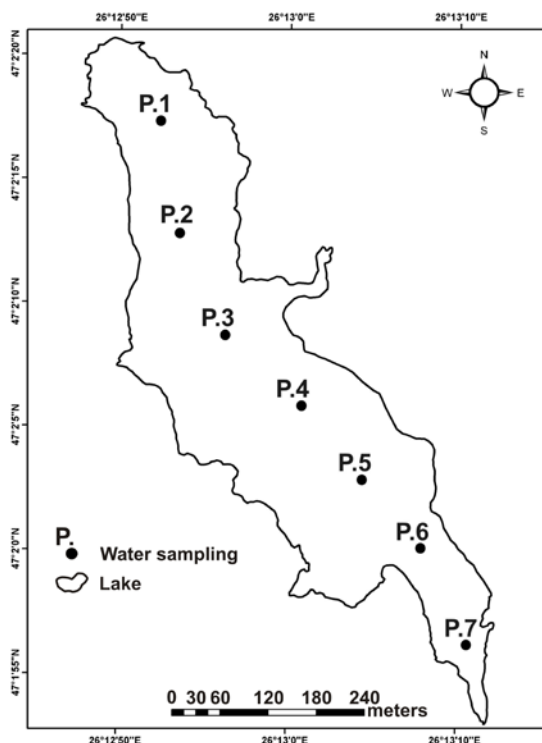 26°12'50"E 26°13'0"E 26°13'10"E
47°2'20"N
N
W E
S
P.1
47°2'15"N
P.2
47°2'10"N
P.3
P.4
47°2'5"N
P.5
P.
Water sampling
P.6
47°2'0"N
Lake
P.7
47°1'55"N
0 30 60 120 180 240
meters
26°12'50"E 26°13'0"E 26°13'10"E